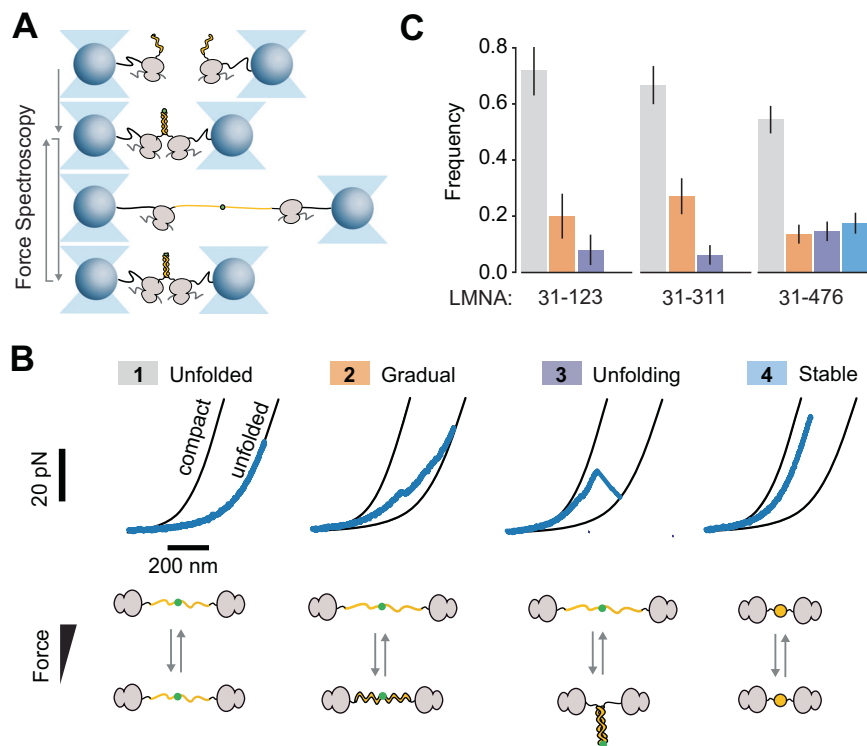 A
Force Spectroscopy
C
Frequency
0.8
0.6
0.4
0.2
0.0
LMNA: 31-123 31-311 31-476
B
1 Unfolded
2 Gradual
3 Unfolding
4 Stable
compact
unfolded
20 pN
200 nm
Force